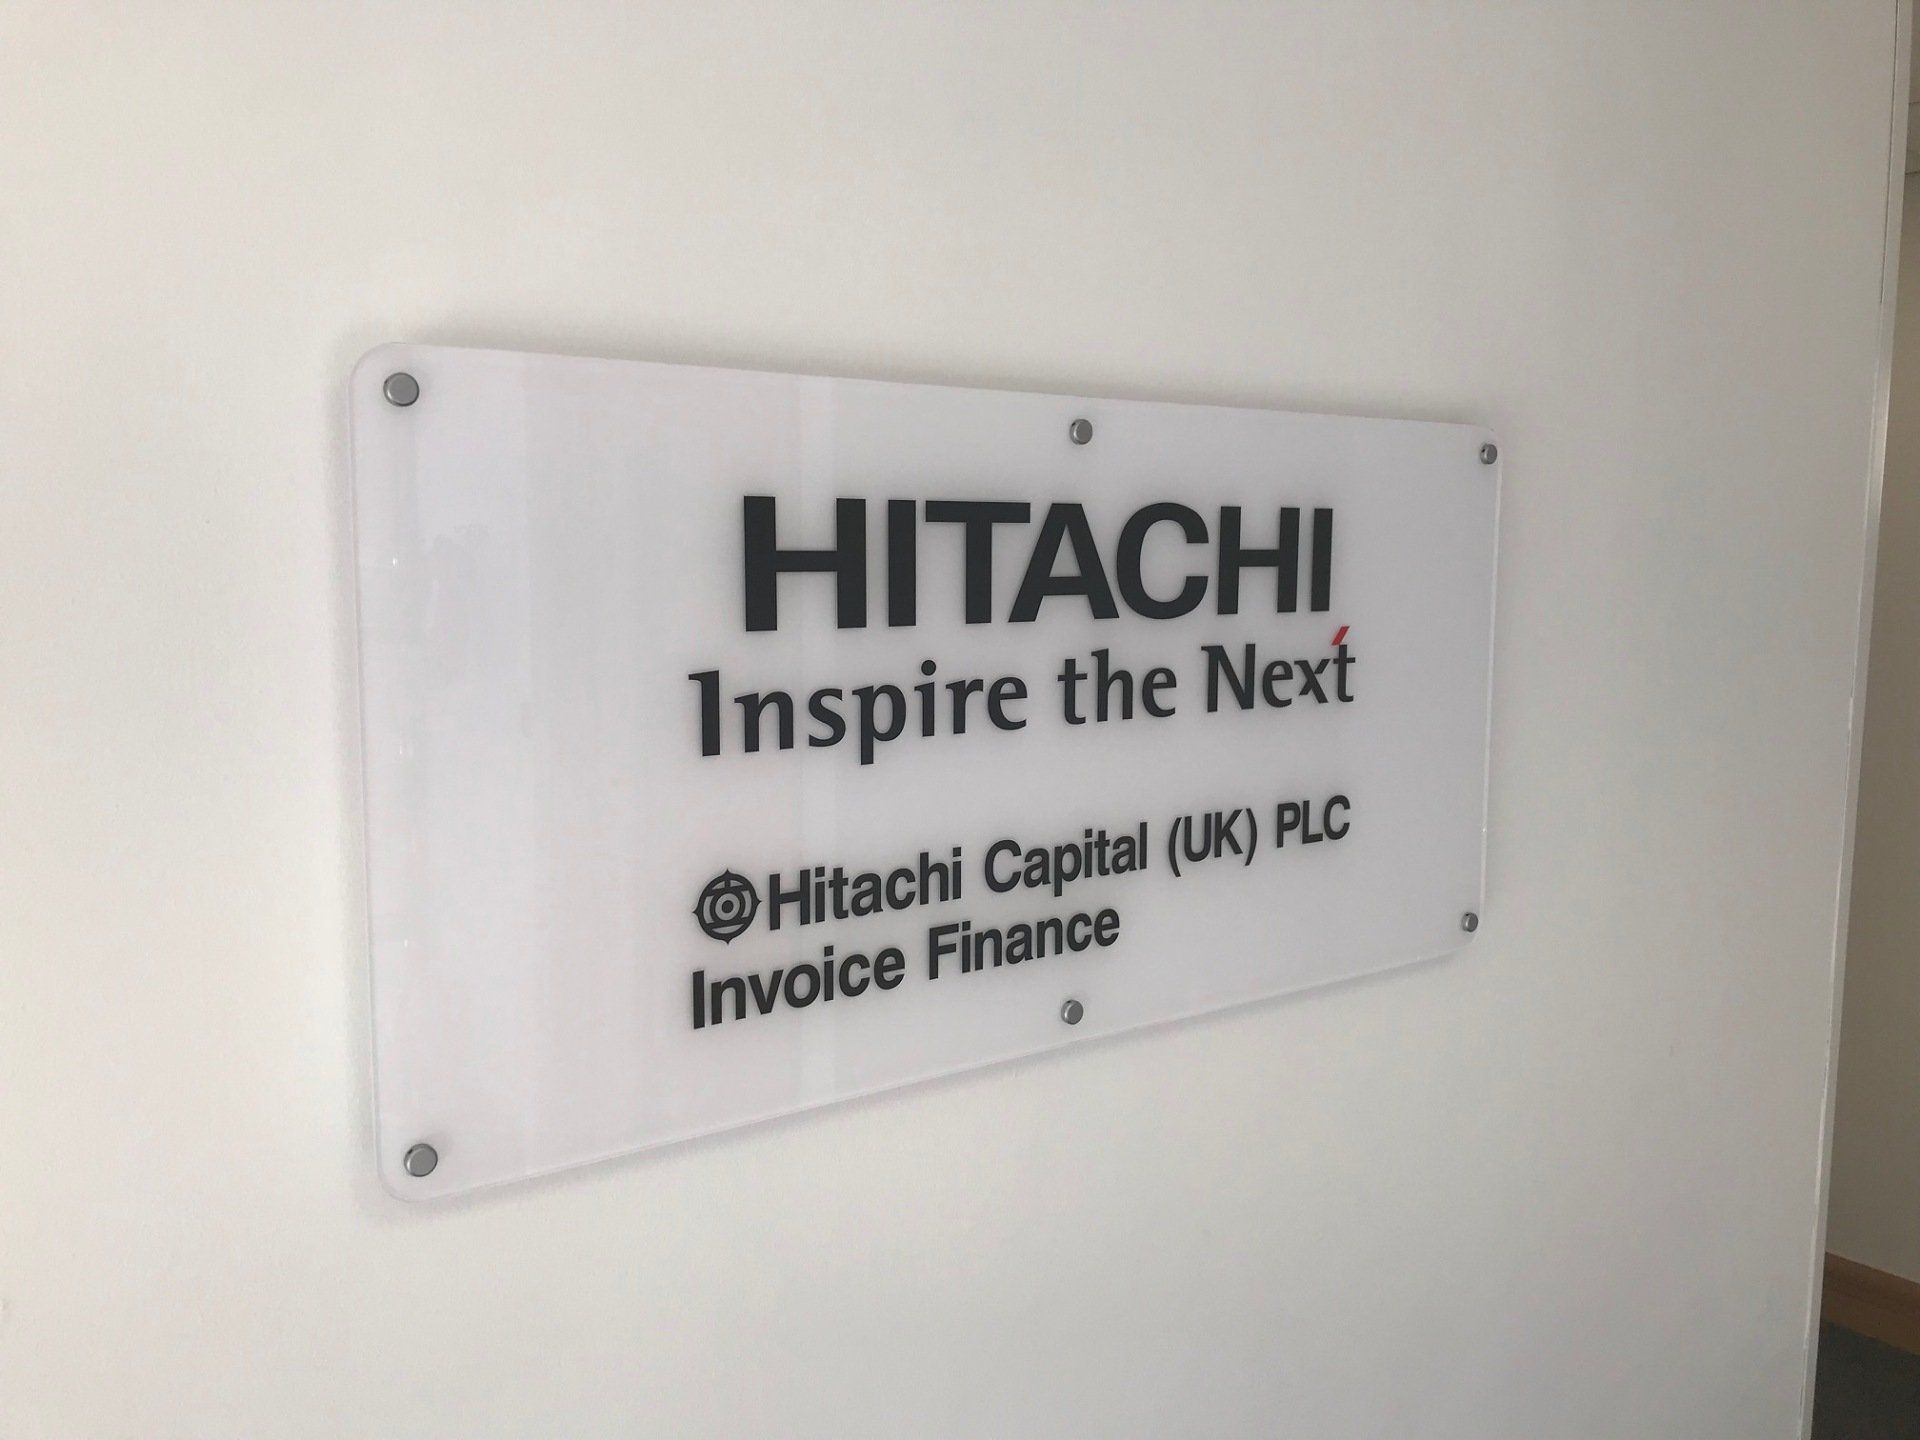 HITACHI
Inspire the Next
Hitachi Capital (UK) PLC
Invoice Finance